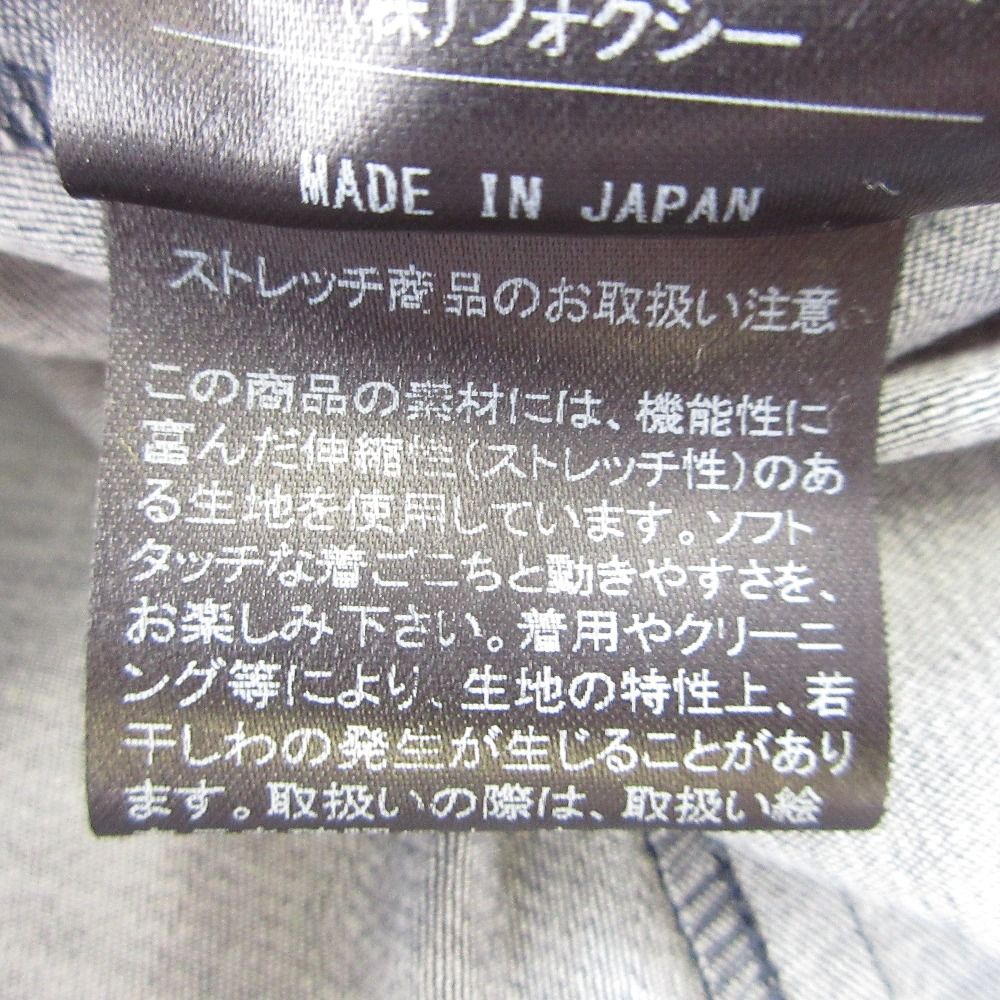 (株)フォクシー
MADE IN JAPAN
ストレッチ商品のお取扱い注意
この商品の素材には、機能性に
富んだ伸縮性(ストレッチ性)のあ
る生地を使用しています。ソフト
タッチな着ごこちと動きやすさを、
お楽しみ下さい。着用やクリーニ
ング等により、生地の特性上、若
干しわの発生が生じることがあり
ます。取扱いの際は、取扱い絵